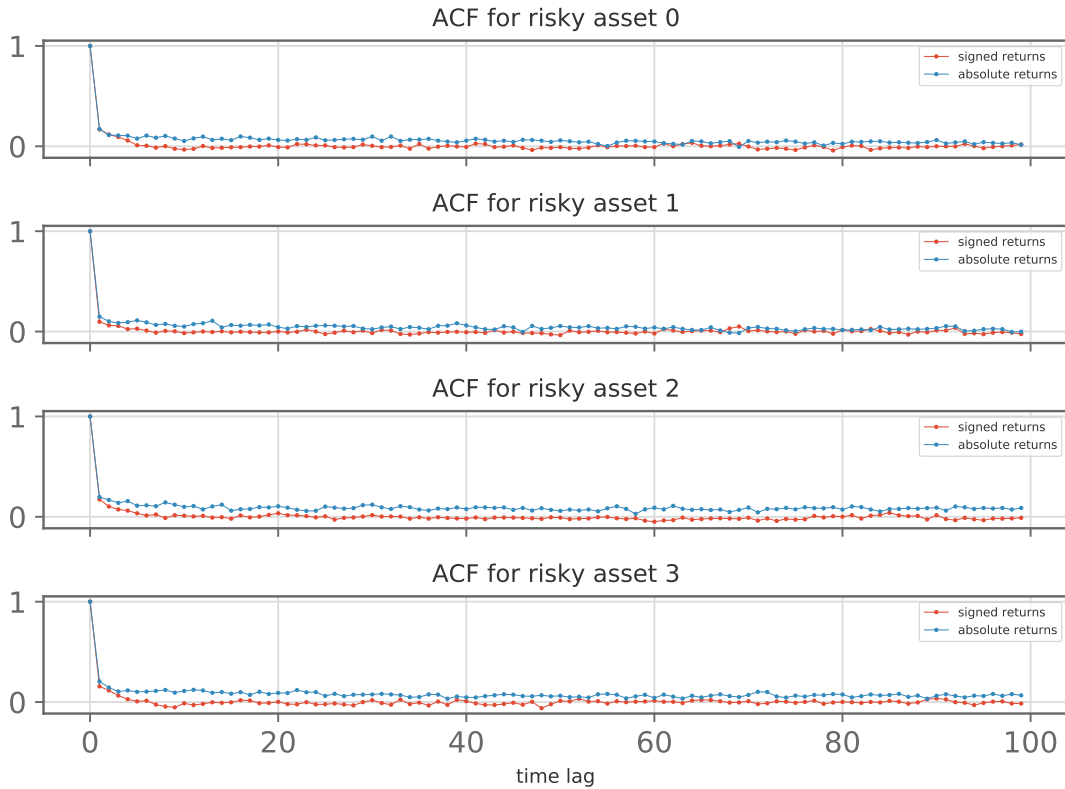 ACF for risky asset 0
1
0
signed returns
absolute returns
ACF for risky asset 1
1
0
signed returns
absolute returns
ACF for risky asset 2
1
0
signed returns
absolute returns
ACF for risky asset 3
1
0
signed returns
absolute returns
0 20 40 60 80 100
time lag